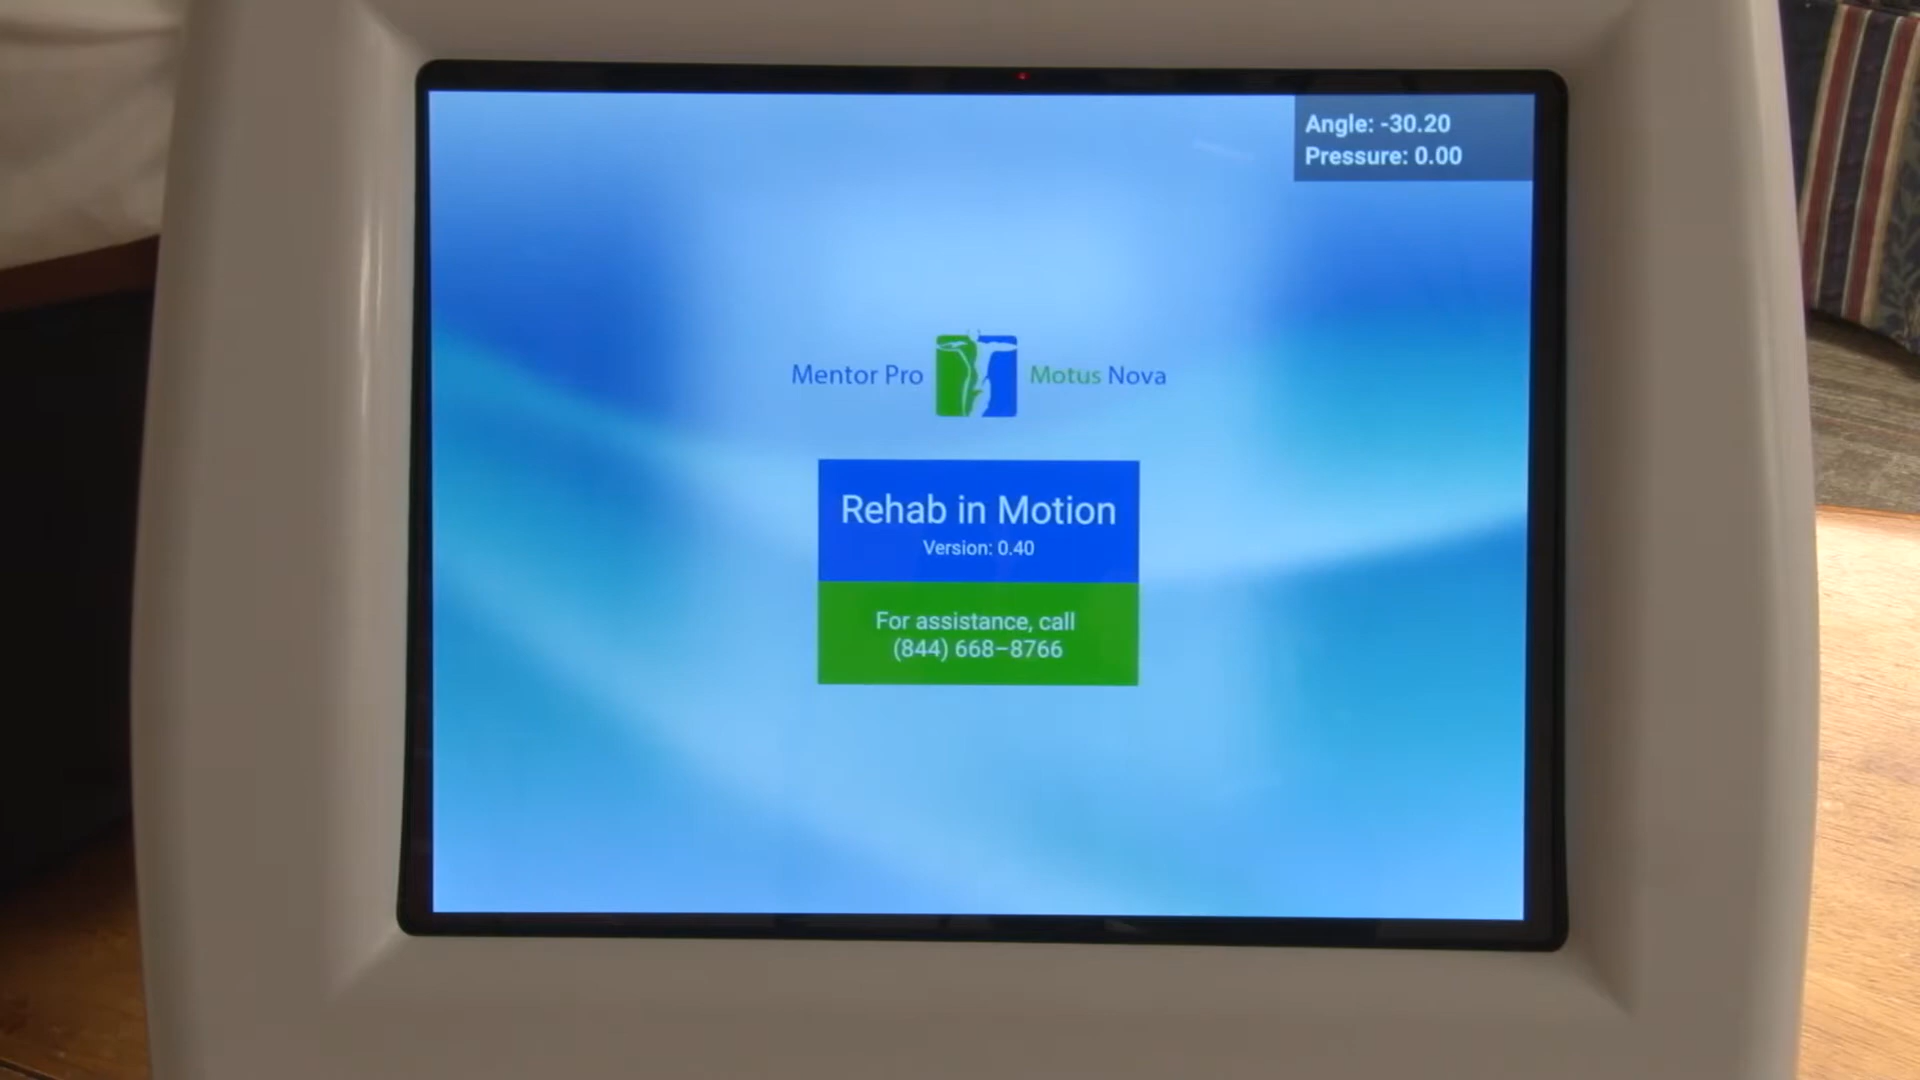 Angle: -30.20
Pressure: 0.00
Mentor Pro Motus Nova
Rehab in Motion
Version: 0.40
For assistance, call
(844) 668-8766